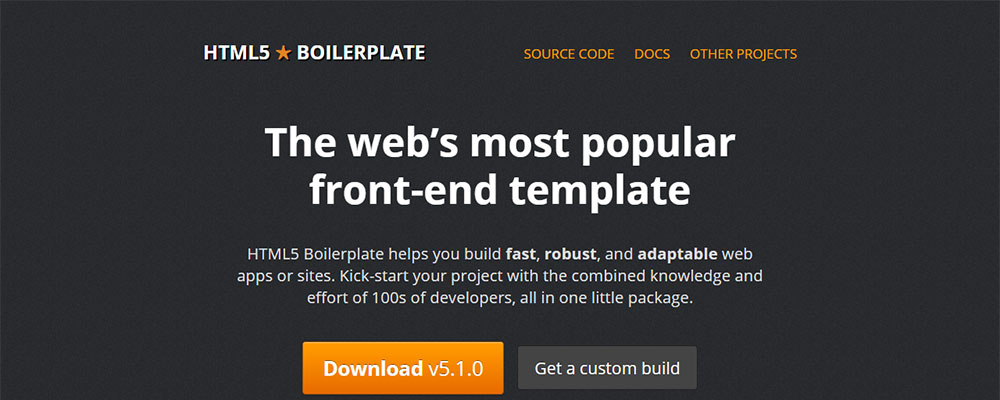 HTML5 ★ BOILERPLATE
SOURCE CODE DOCS OTHER PROJECTS
The web’s most popular
front-end template
HTML5 Boilerplate helps you build fast, robust, and adaptable web
apps or sites. Kick-start your project with the combined knowledge and
effort of 100s of developers, all in one little package.
Download v5.1.0
Get a custom build